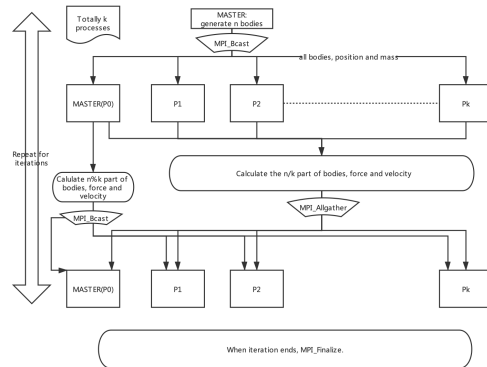 Totally k
processes
MASTER:
generate n bodies
MPI_Bcast
all bodies, position and mass
MASTER(P0)
P1
P2
Pk
Repeat for
iterations
Calulate n%k part of
bodies, force and
velocity
Calculate the n/k part of bodies, force and velocity
MPI_Bcast
MPI_Allgather
MASTER(P0)
P1
P2
Pk
When iteration ends, MPI_Finalize.